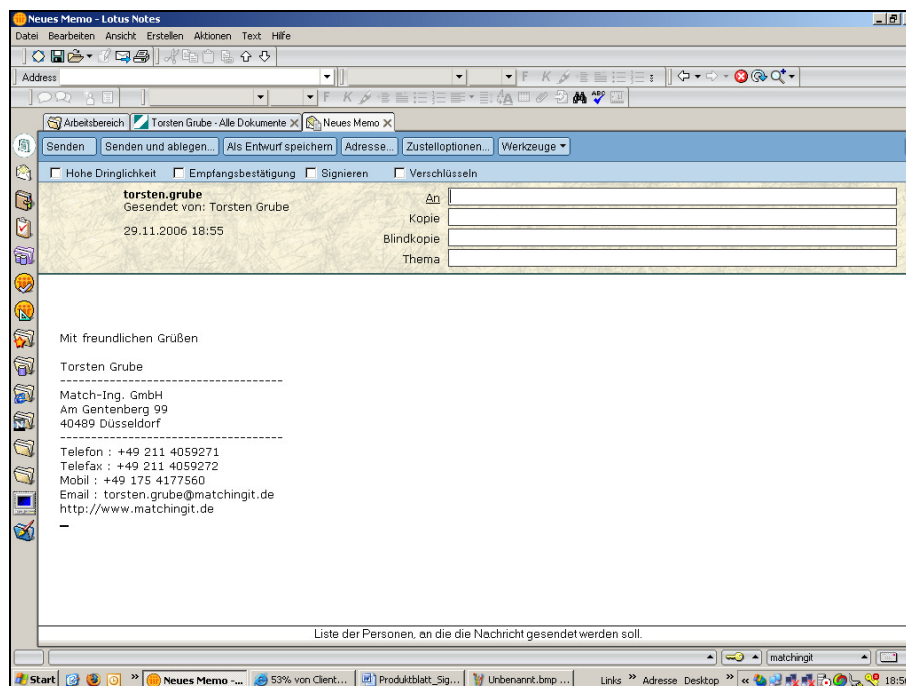 Neues Memo - Lotus Notes
Datei Bearbeiten Ansicht Erstellen Aktionen Text Hilfe
Address
F K
F K
Arbeitsbereich Torsten Grube - Alle Dokumente Neues Memo
Senden Senden und ablegen... Als Entwurf speichern Adresse... Zustelloptionen... Werkzeuge
Hohe Dringlichkeit Empfangsbestätigung Signieren Verschlüsseln
torsten.grube
Gesendet von: Torsten Grube
29.11.2006 18:55
An
Kopie
Blindkopie
Thema
Mit freundlichen Grüßen
Torsten Grube
------------------------------------
Match-Ing. GmbH
Am Gentenberg 99
40489 Düsseldorf
------------------------------------
Telefon : +49 211 4059271
Telefax : +49 211 4059272
Mobil : +49 175 4177560
Email : torsten.grube@matchingit.de
http://www.matchingit.de
Liste der Personen, an die die Nachricht gesendet werden soll.
matchingit
Start » Neues Memo -... 53% von Client... Produktblatt_Sig... Unbenannt.bmp ... Links » Adresse Desktop » «